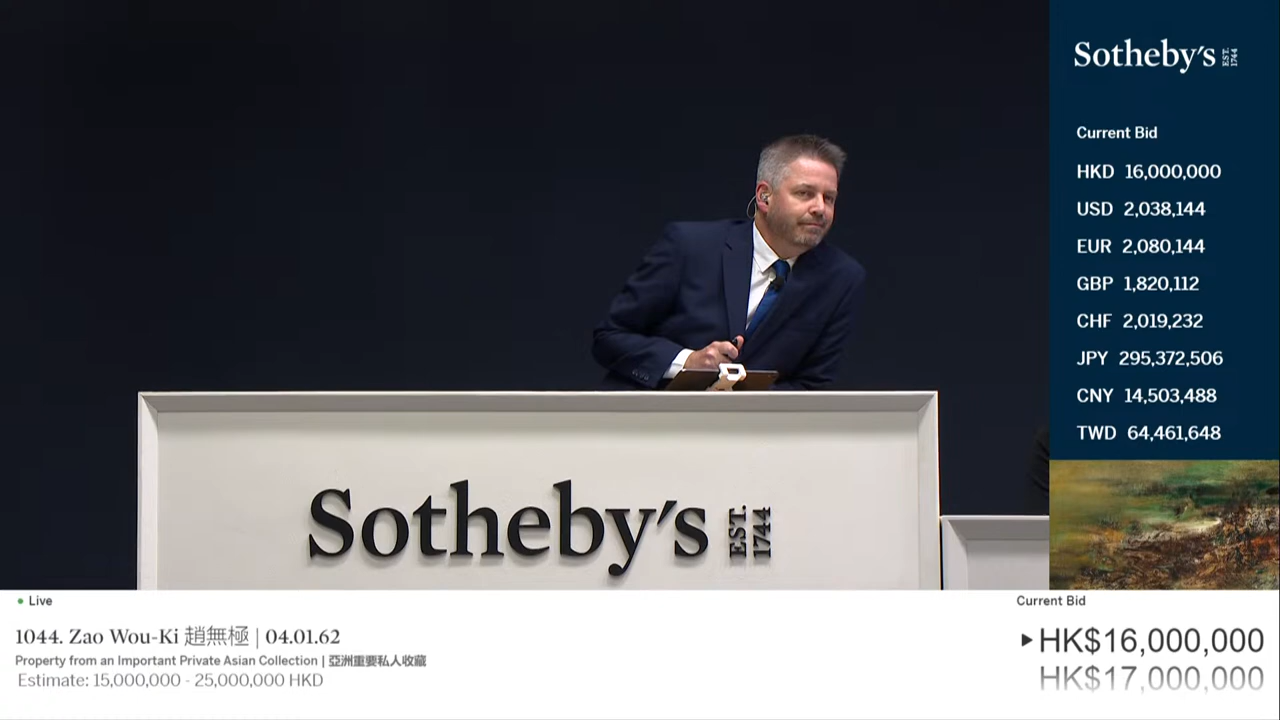 Sotheby's EST. 1744
Current Bid
HKD 16,000,000
USD 2,038,144
EUR 2,080,144
GBP 1,820,112
CHF 2,019,232
JPY 295,372,506
CNY 14,503,488
TWD 64,461,648
Sotheby's EST. 1744
Live
1044. Zao Wou-Ki 趙無極 | 04.01.62
Property from an Important Private Asian Collection | 亞洲重要私人收藏
Estimate: 15,000,000 - 25,000,000 HKD
Current Bid
HK$16,000,000
HK$17,000,000